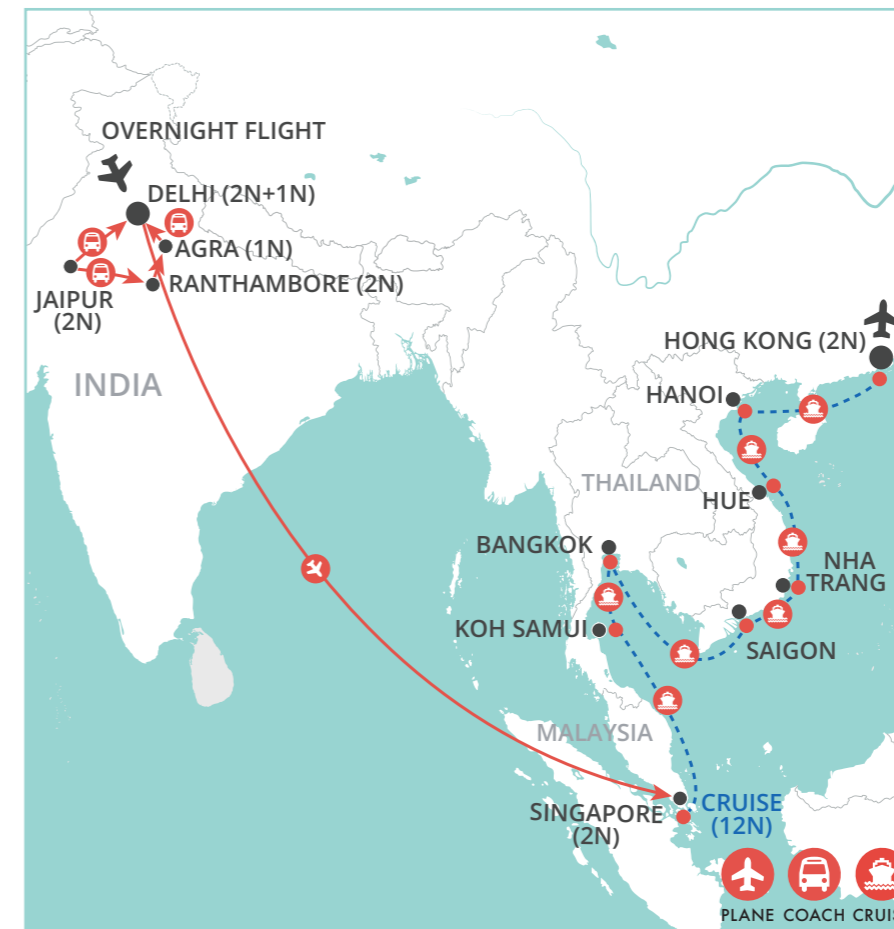 OVERNIGHT FLIGHT
DELHI (2N+1N)
AGRA (1N)
RANTHAMBORE (2N)
JAIPUR
(2N)
INDIA
HONG KONG (2N)
HANOI
THAILAND
HUE
BANGKOK
NHA
TRANG
KOH SAMUI
SAIGON
MALAYSIA
SINGAPORE
(2N)
CRUISE
(12N)
PLANE COACH CRUIS